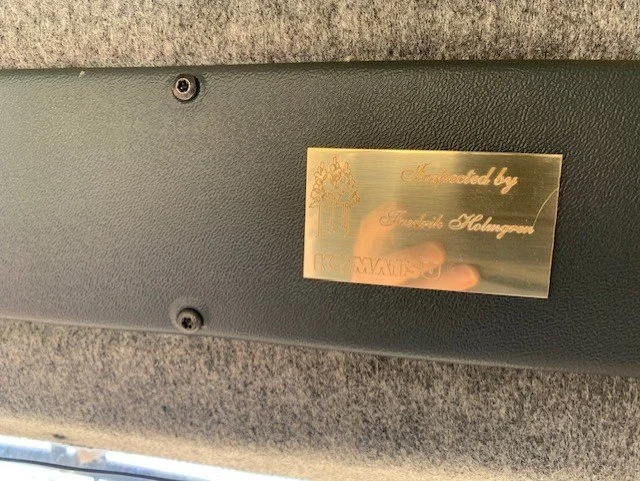 Inspected by
Fredrik Holmgren
KOMATSU